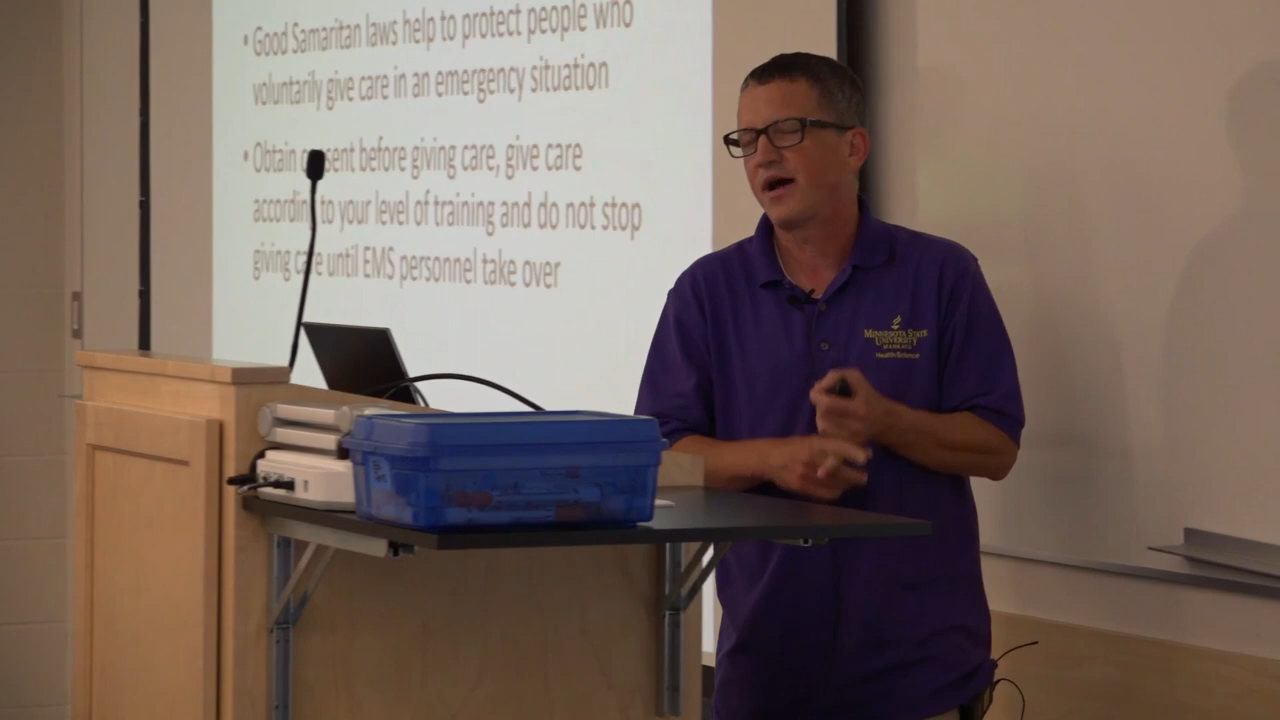 • Good Samaritan laws help to protect people who
voluntarily give care in an emergency situation
• Obtain consent before giving care, give care
according to your level of training and do not stop
giving care until EMS personnel take over
MINNESOTA STATE
UNIVERSITY
MANKATO
Health Science